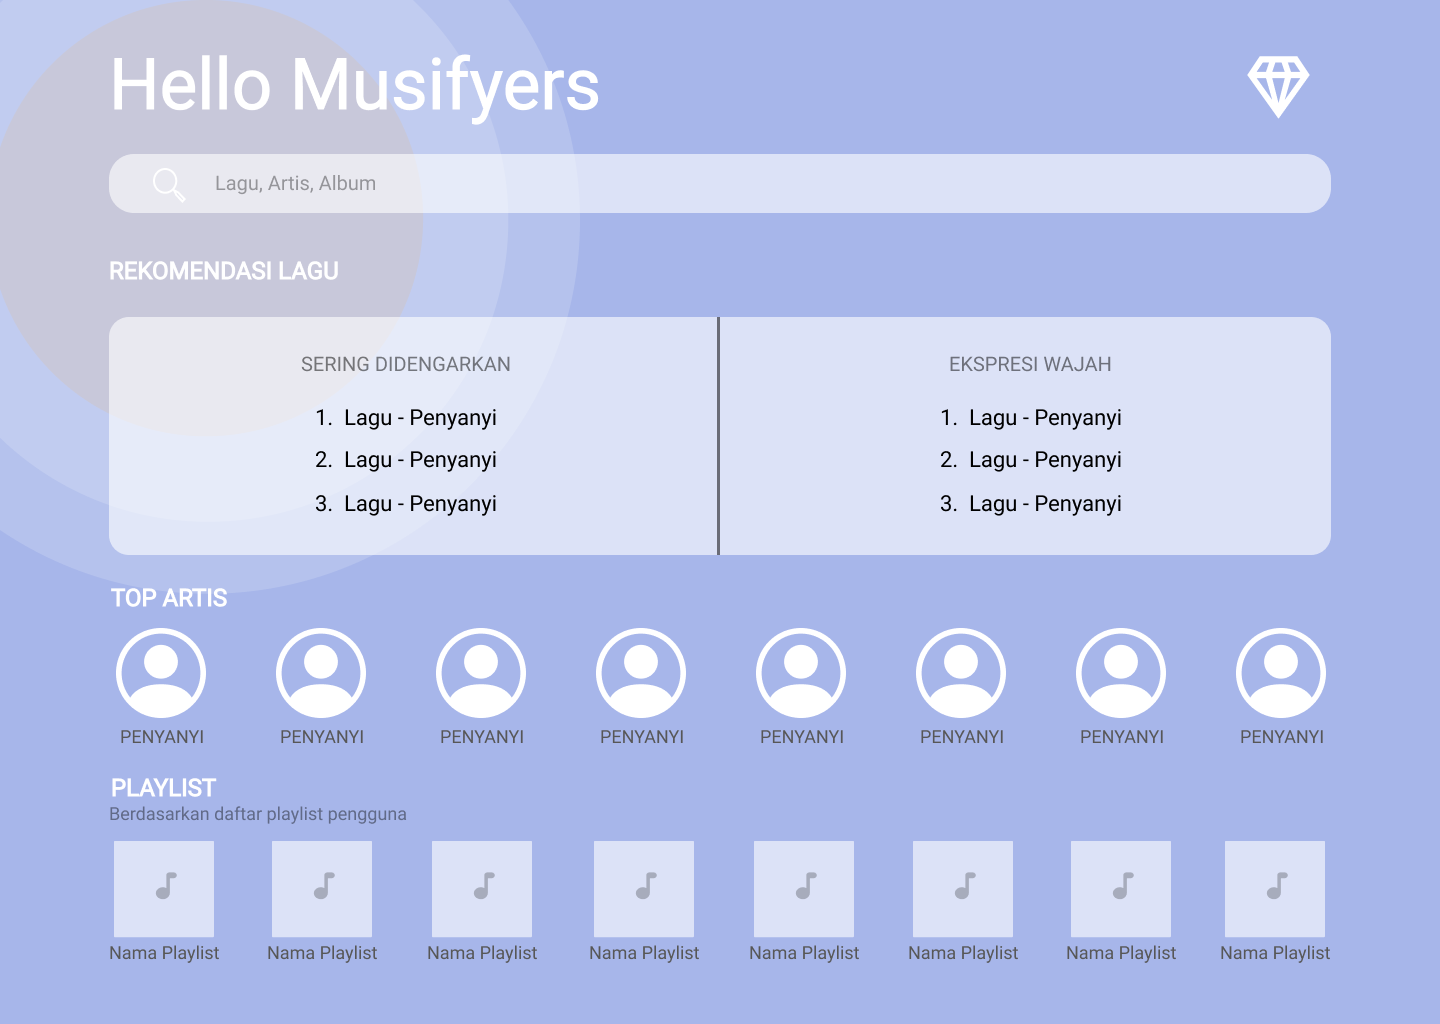 Hello Musifyers
Lagu, Artis, Album
REKOMENDASI LAGU
SERING DIDENGARKAN
1. Lagu - Penyanyi
2. Lagu - Penyanyi
3. Lagu - Penyanyi
EKSPRESI WAJAH
1. Lagu - Penyanyi
2. Lagu - Penyanyi
3. Lagu - Penyanyi
TOP ARTIS
PENYANYI PENYANYI PENYANYI PENYANYI PENYANYI PENYANYI PENYANYI PENYANYI
PLAYLIST
Berdasarkan daftar playlist pengguna
Nama Playlist Nama Playlist Nama Playlist Nama Playlist Nama Playlist Nama Playlist Nama Playlist Nama Playlist